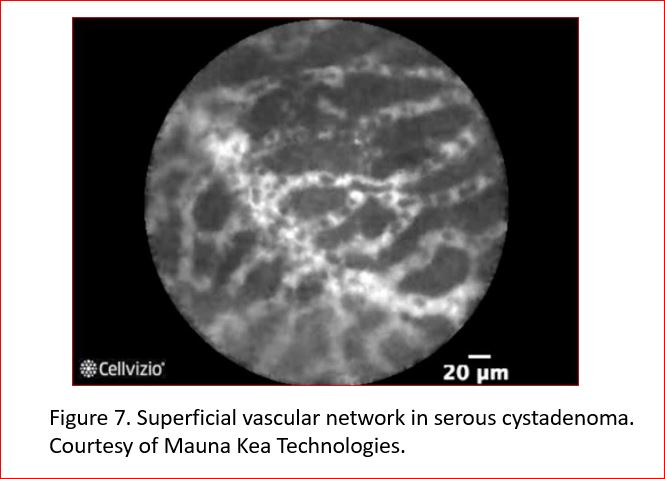 Cellvizio®
20 µm
Figure 7. Superficial vascular network in serous cystadenoma.
Courtesy of Mauna Kea Technologies.